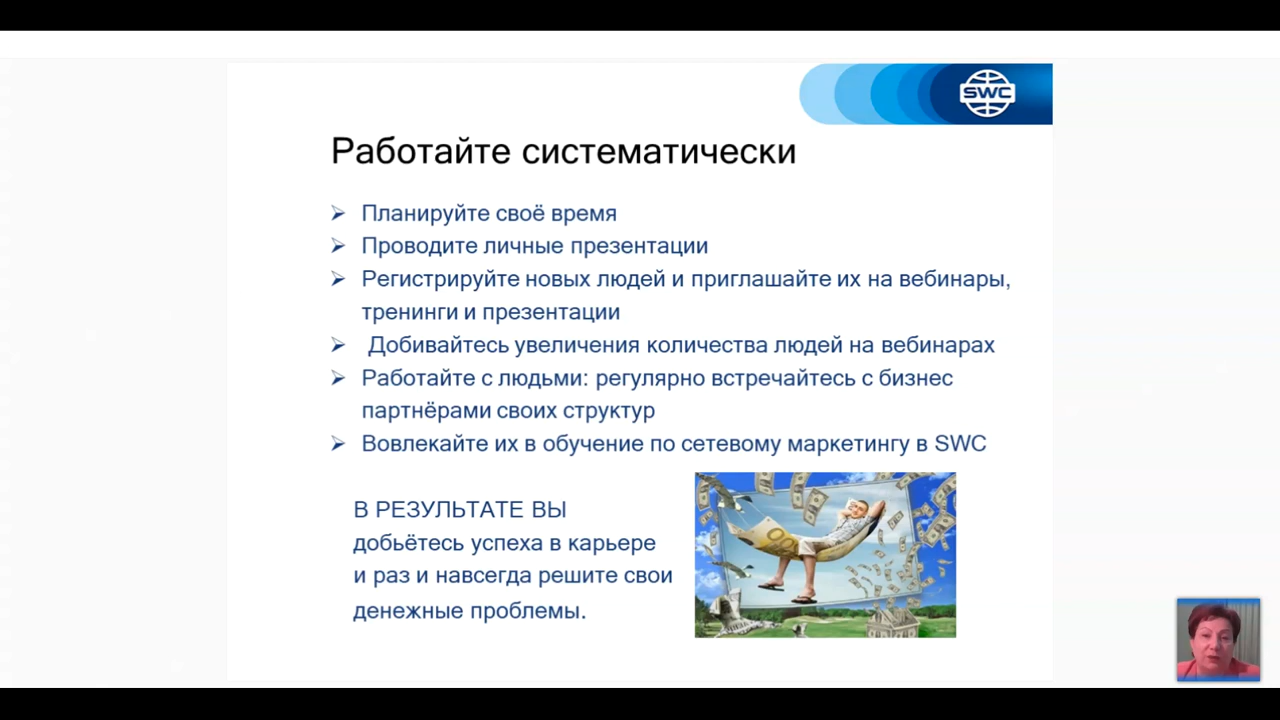 SWC
Работайте систематически
Планируйте своё время
Проводите личные презентации
Регистрируйте новых людей и приглашайте их на вебинары,
тренинги и презентации
Добивайтесь увеличения количества людей на вебинарах
Работайте с людьми: регулярно встречайтесь с бизнес
партнёрами своих структур
Вовлекайте их в обучение по сетевому маркетингу в SWC
В РЕЗУЛЬТАТЕ ВЫ
добьётесь успеха в карьере
и раз и навсегда решите свои
денежные проблемы.